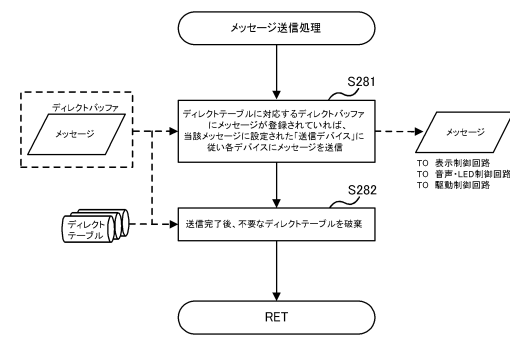 メッセージ送信処理
S281
ディレクトバッファ
メッセージ
ディレクトテーブルに対応するディレクトバッファ
にメッセージが登録されていれば、
当該メッセージに設定された「送信デバイス」に
従い各デバイスにメッセージを送信
メッセージ
TO 表示制御回路
TO 音声・LED制御回路
TO 駆動制御回路
S282
ディレクト
テーブル
送信完了後、不要なディレクトテーブルを破棄
RET